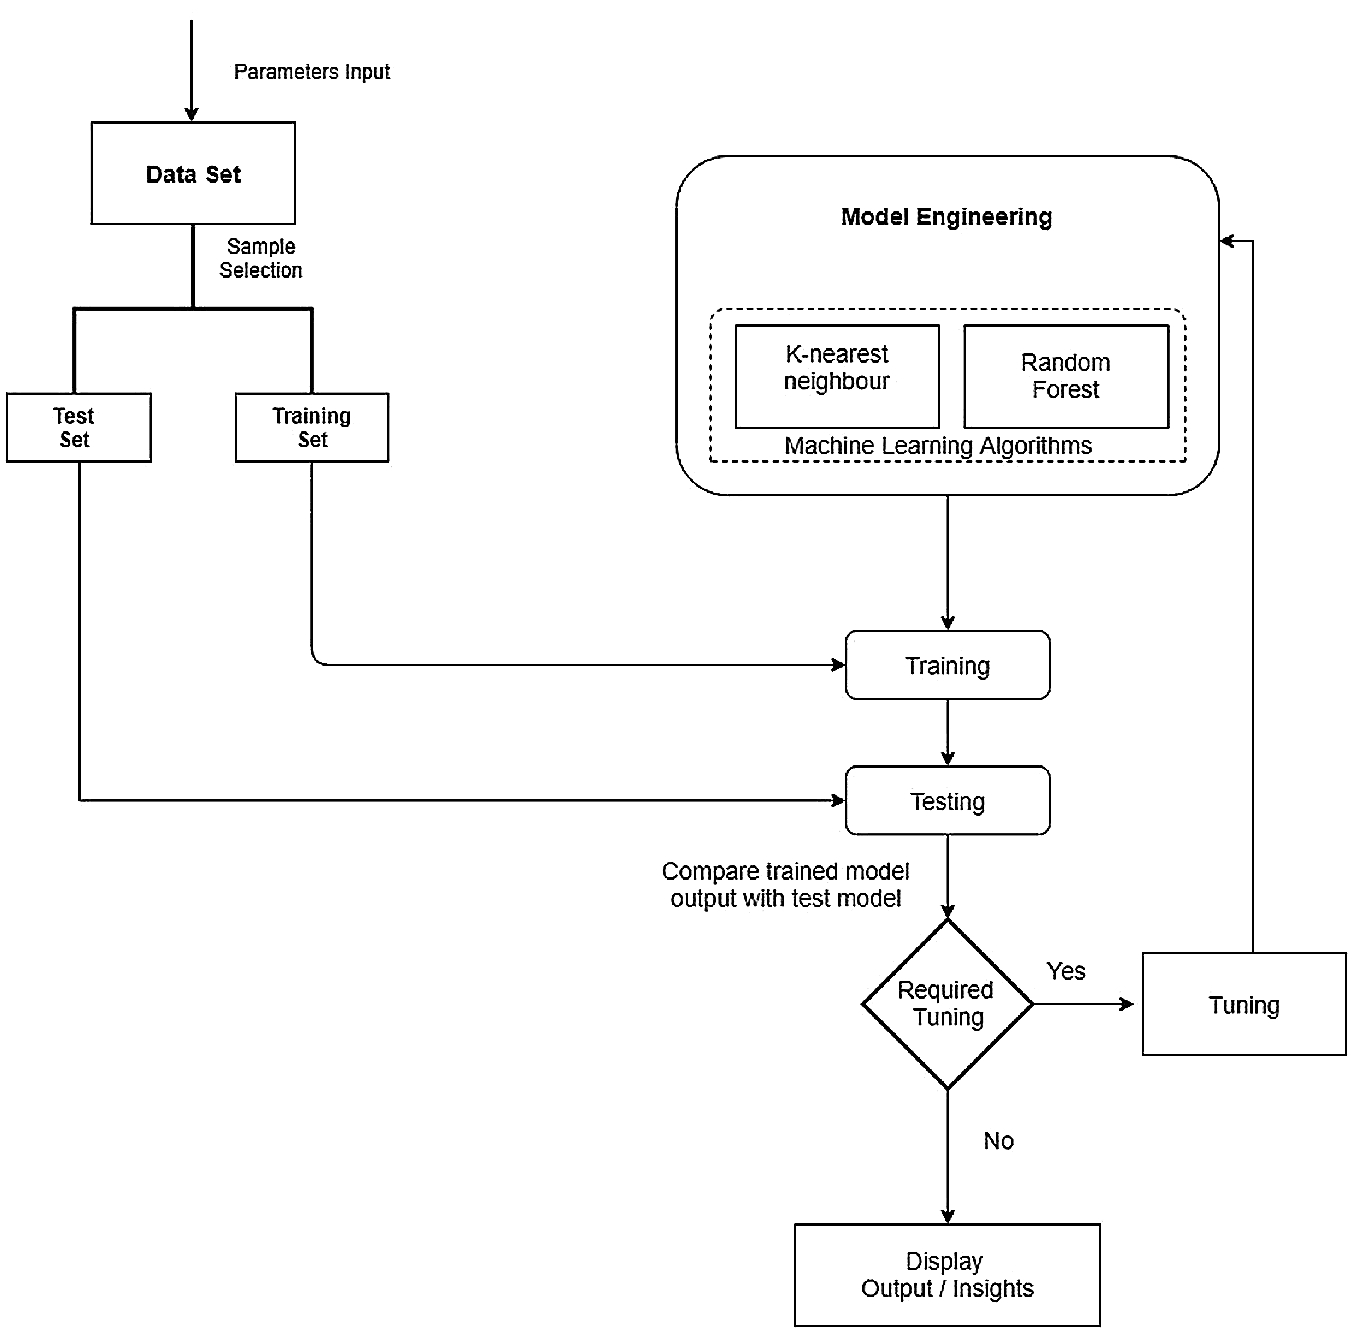 Parameters Input
Data Set
Sample
Selection
Test
Set
Training
Set
Model Engineering
K-nearest
neighbour
Random
Forest
Machine Learning Algorithms
Training
Testing
Compare trained model
output with test model
Required
Tuning
Yes
Tuning
No
Display
Output / Insights